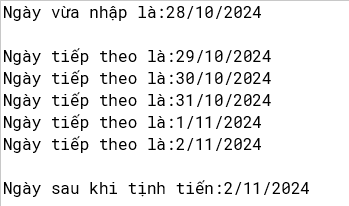 Ngày vừa nhập là:28/10/2024
Ngày tiếp theo là:29/10/2024
Ngày tiếp theo là:30/10/2024
Ngày tiếp theo là:31/10/2024
Ngày tiếp theo là:1/11/2024
Ngày tiếp theo là:2/11/2024
Ngày sau khi tịnh tiến:2/11/2024